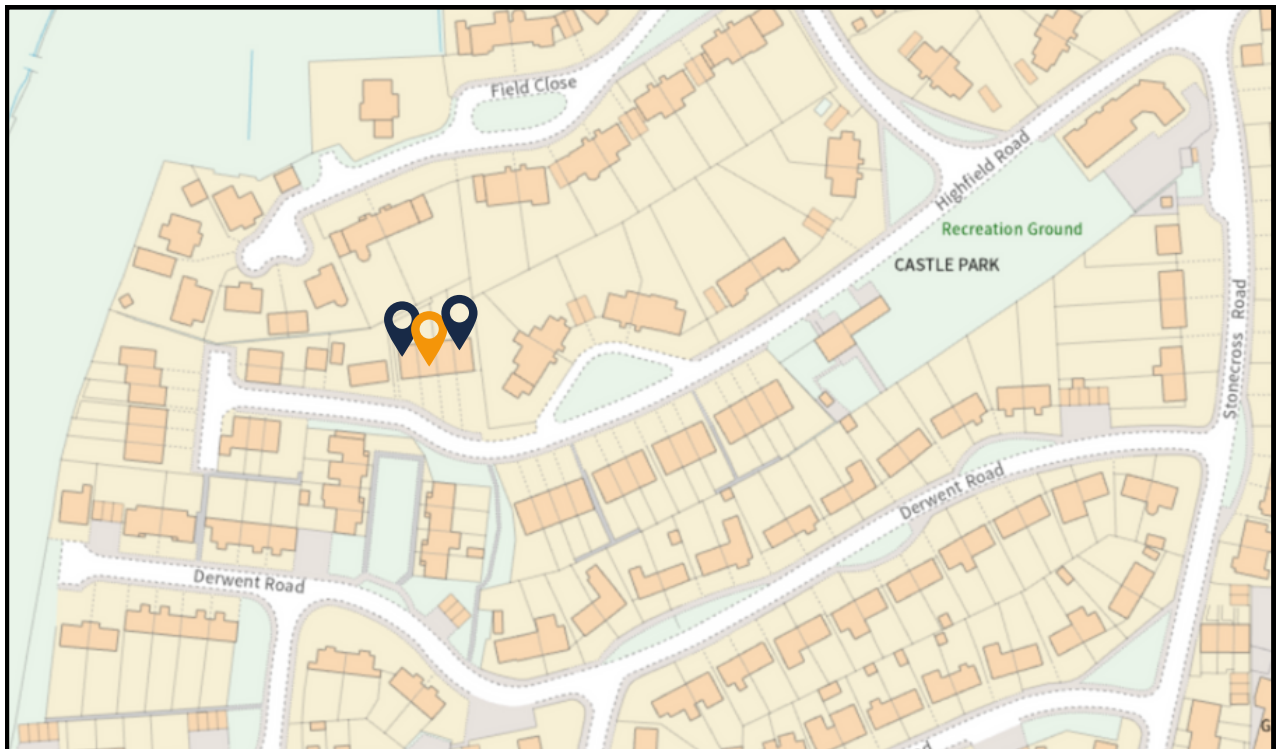 Field Close
Highfield Road
Recreation Ground
CASTLE PARK
Stonecross Road
Derwent Road
Derwent Road
G
d